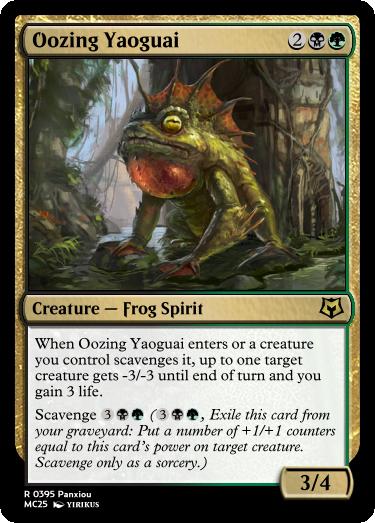 Oozing Yaoguai 2
Creature — Frog Spirit
When Oozing Yaoguai enters or a creature
you control scavenges it, up to one target
creature gets -3/-3 until end of turn and you
gain 3 life.
Scavenge 3 (3, Exile this card from
your graveyard: Put a number of +1/+1 counters
equal to this card's power on target creature.
Scavenge only as a sorcery.)
3/4
R 0395 Panxiou
MC25 YIRIKUS